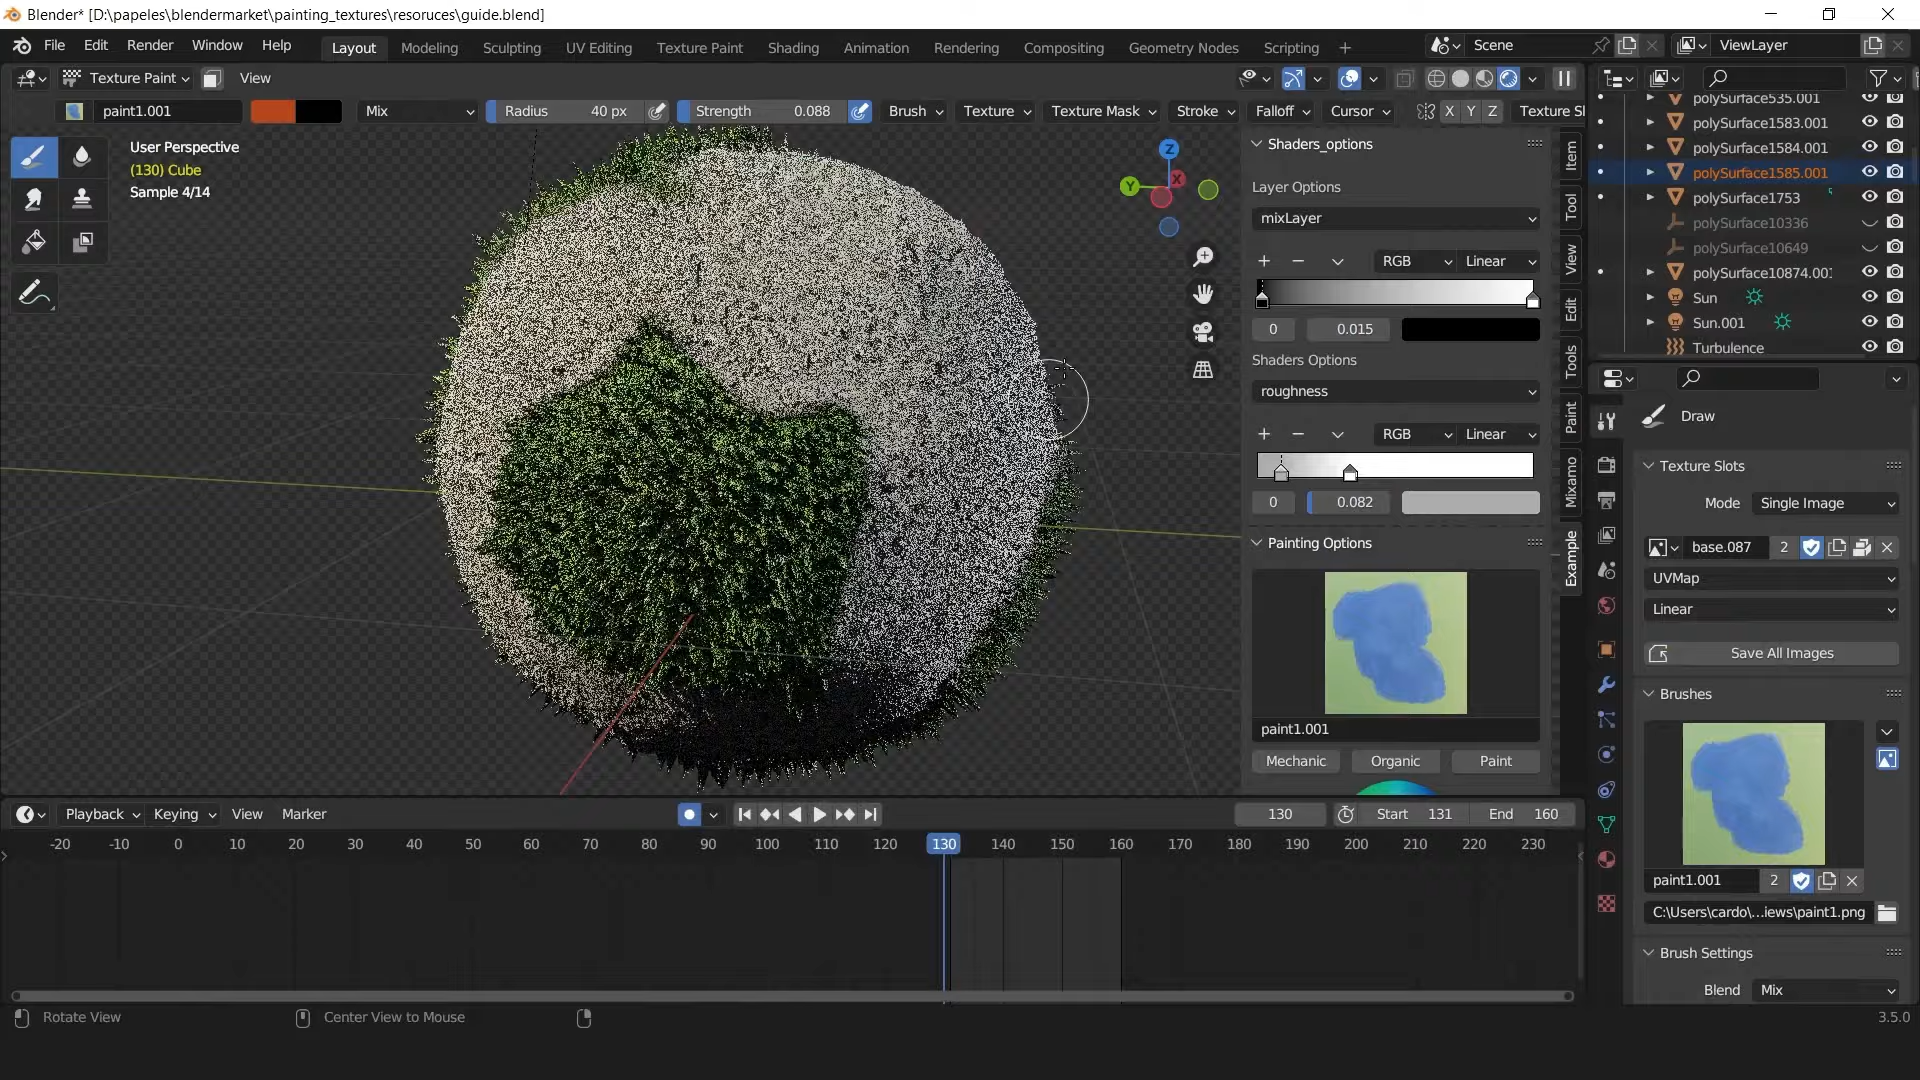 Blender* [D:\papeles\blendermarket\painting_textures\resoruces\guide.blend]
File Edit Render Window Help Layout Modeling Sculpting UV Editing Texture Paint Shading Animation Rendering Compositing Geometry Nodes Scripting + Scene ViewLayer
Texture Paint View
paint1.001 Mix Radius 40 px Strength 0.088 Brush Texture Texture Mask Stroke Falloff Cursor X Y Z Texture Sl
User Perspective
(130) Cube
Sample 4/14
Z
Y
X
Shaders_options
Layer Options
mixLayer
RGB Linear
0 0.015
Shaders Options
roughness
RGB Linear
0 0.082
Painting Options
paint1.001
Mechanic Organic Paint
Item
Tool
View
Edit
Tools
Paint
Mixamo
Example
polySurface535.001
polySurface1583.001
polySurface1584.001
polySurface1585.001
polySurface1753
polySurface10336
polySurface10649
polySurface10874.001
Sun
Sun.001
Turbulence
Draw
Texture Slots
Mode Single Image
base.087 2
UVMap
Linear
Save All Images
Brushes
paint1.001 2
C:\Users\cardo\...iews\paint1.png
Brush Settings
Blend Mix
Playback Keying View Marker 130 Start 131 End 160
-20 -10 0 10 20 30 40 50 60 70 80 90 100 110 120 130 140 150 160 170 180 190 200 210 220 230
Rotate View Center View to Mouse 3.5.0